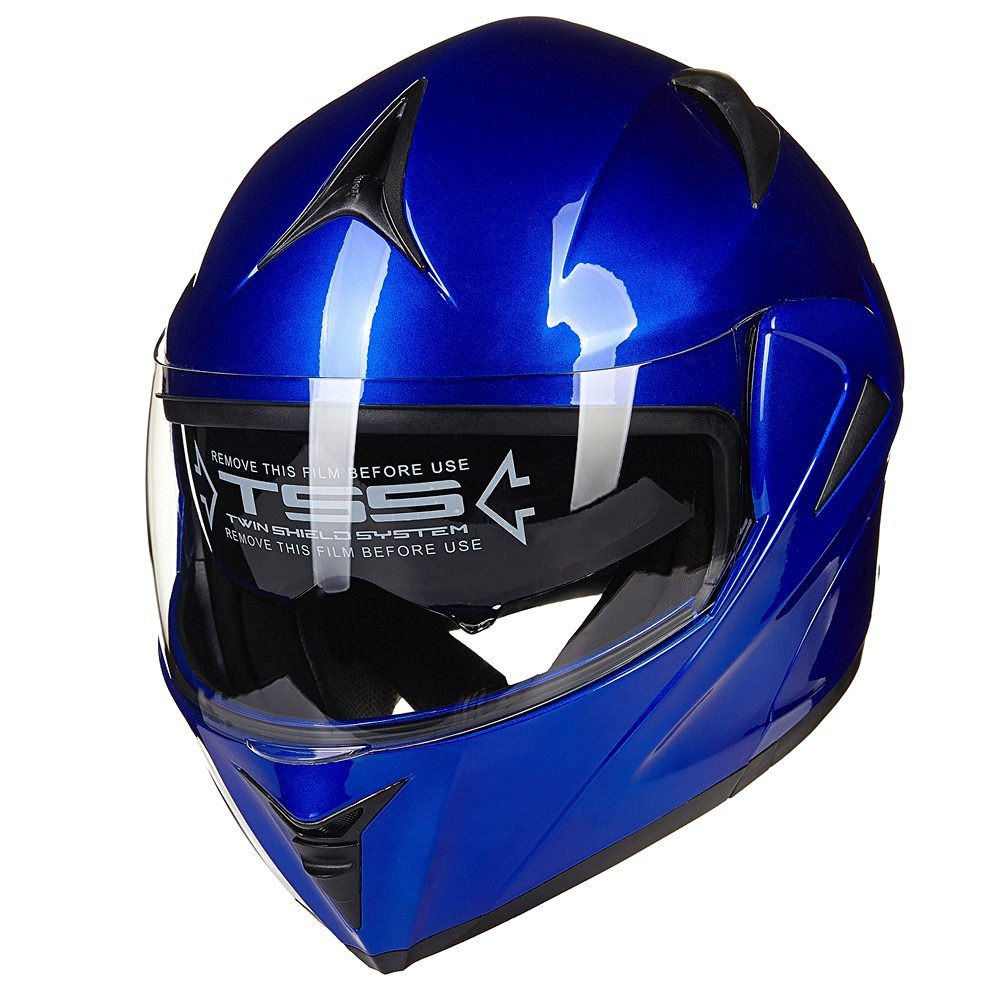 REMOVE THIS FILM BEFORE USE
TSS
TWIN SHIELD SYSTEM
REMOVE THIS FILM BEFORE USE